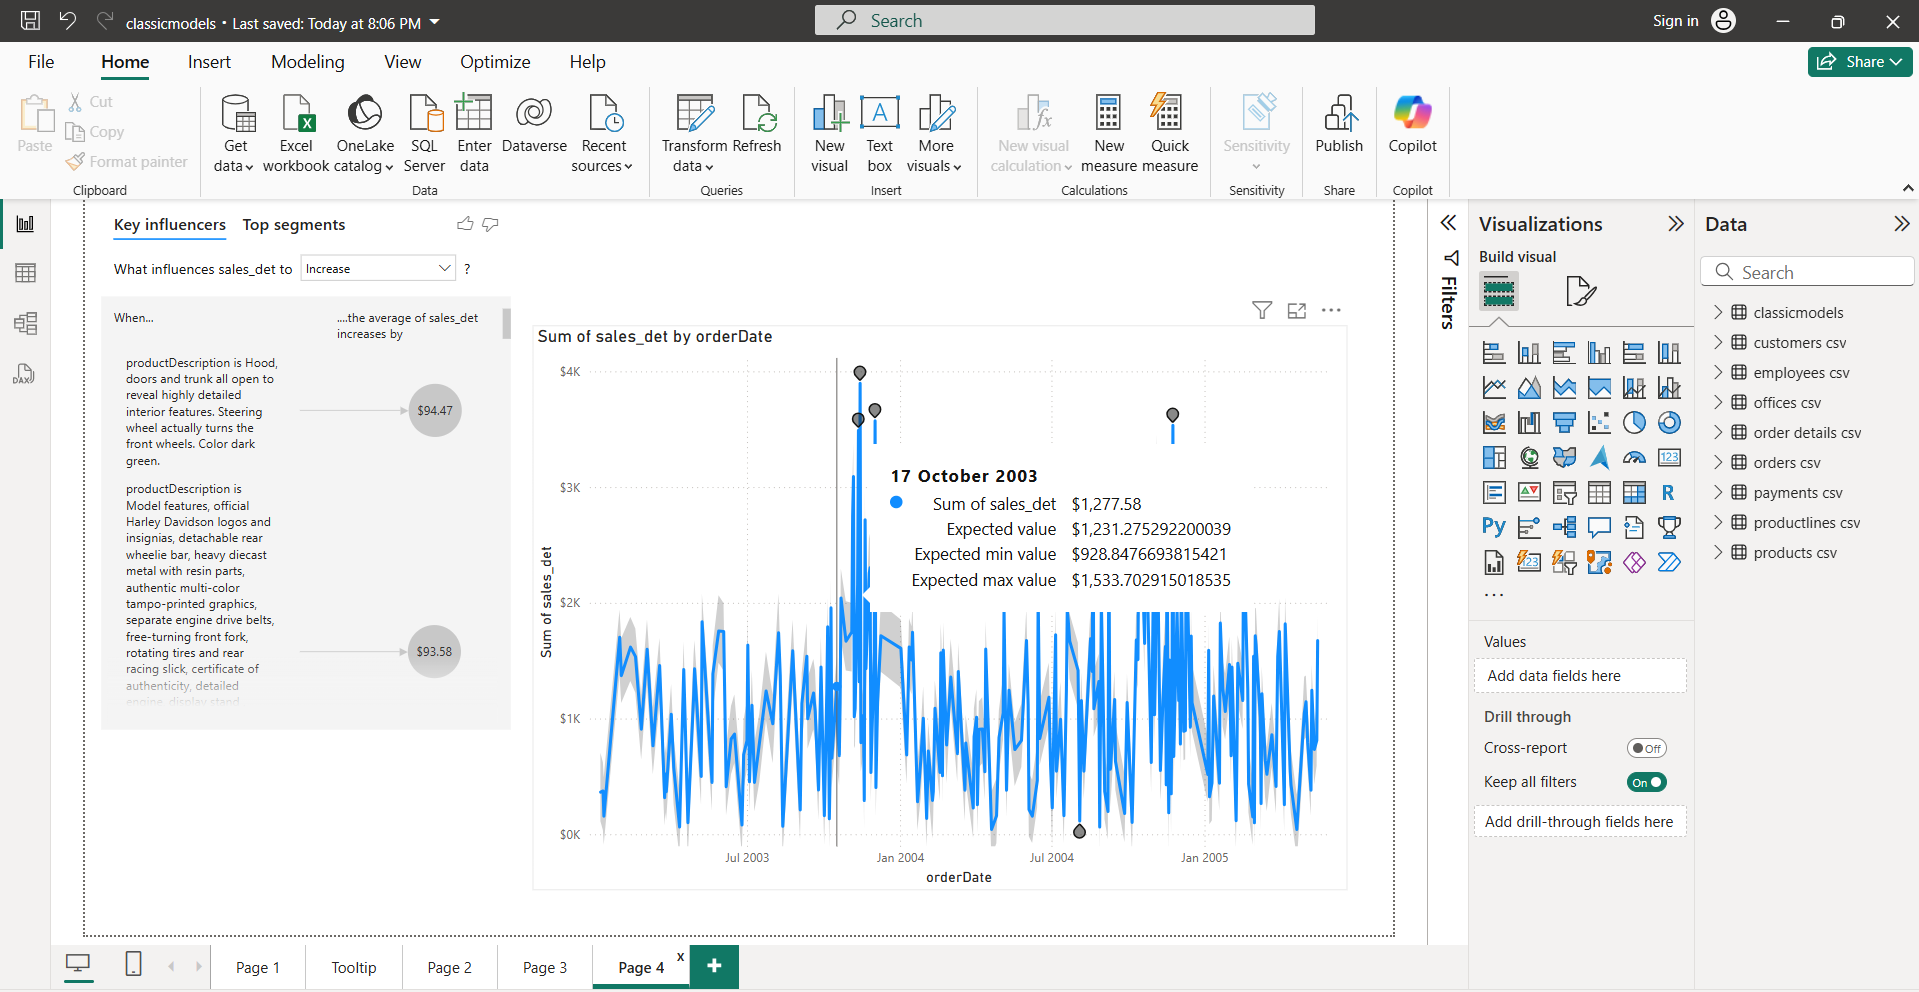 classicmodels • Last saved: Today at 8:06 PM
Search
Sign in
File
Home
Insert
Modeling
View
Optimize
Help
Share
Paste
Cut
Copy
Format painter
Clipboard
Get
data
Excel
workbook
OneLake
catalog
SQL
Server
Enter
data
Dataverse
Recent
sources
Data
Transform
data
Refresh
Queries
New
visual
Text
box
More
visuals
Insert
New visual
calculation
New
measure
Quick
measure
Calculations
Sensitivity
Sensitivity
Publish
Share
Copilot
Copilot
DAX
Key influencers
Top segments
What influences sales_det to
Increase
?
When...
....the average of sales_det
increases by
productDescription is Hood,
doors and trunk all open to
reveal highly detailed
interior features. Steering
wheel actually turns the
front wheels. Color dark
green.
$94.47
productDescription is
Model features, official
Harley Davidson logos and
insignias, detachable rear
wheelie bar, heavy diecast
metal with resin parts,
authentic multi-color
tampo-printed graphics,
separate engine drive belts,
free-turning front fork,
rotating tires and rear
racing slick, certificate of
authenticity, detailed
engine, display stand
$93.58
Sum of sales_det by orderDate
Sum of sales_det
$4K
$3K
$2K
$1K
$0K
17 October 2003
Sum of sales_det $1,277.58
Expected value $1,231.275292200039
Expected min value $928.8476693815421
Expected max value $1,533.702915018535
Jul 2003
Jan 2004
Jul 2004
Jan 2005
orderDate
Filters
Visualizations
Build visual
123
R
Py
123
...
Values
Add data fields here
Drill through
Cross-report
Off
Keep all filters
On
Add drill-through fields here
Data
Search
classicmodels
customers csv
employees csv
offices csv
order details csv
orders csv
payments csv
productlines csv
products csv
Page 1
Tooltip
Page 2
Page 3
Page 4
x
+